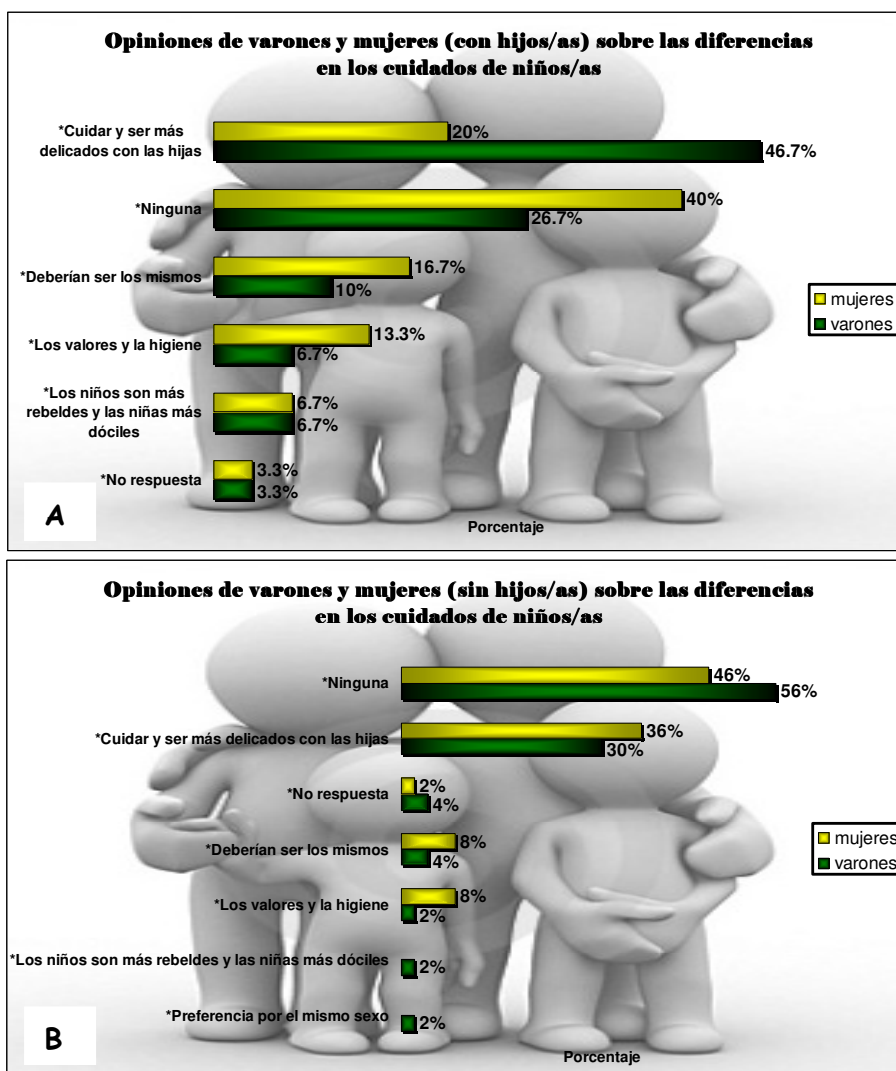 Opiniones de varones y mujeres (con hijos/as) sobre las diferencias
en los cuidados de niños/as
*Cuidar y ser más
delicados con las hijas
20%
46.7%
*Ninguna
40%
26.7%
*Deberían ser los mismos
16.7%
10%
*Los valores y la higiene
13.3%
6.7%
*Los niños son más
rebeldes y las niñas más
dóciles
6.7%
6.7%
*No respuesta
3.3%
3.3%
mujeres
varones
A
Porcentaje
Opiniones de varones y mujeres (sin hijos/as) sobre las diferencias
en los cuidados de niños/as
*Ninguna
46%
56%
*Cuidar y ser más delicados con las hijas
36%
30%
*No respuesta
2%
4%
*Deberían ser los mismos
8%
4%
*Los valores y la higiene
8%
2%
*Los niños son más rebeldes y las niñas más dóciles
2%
*Preferencia por el mismo sexo
2%
mujeres
varones
B
Porcentaje